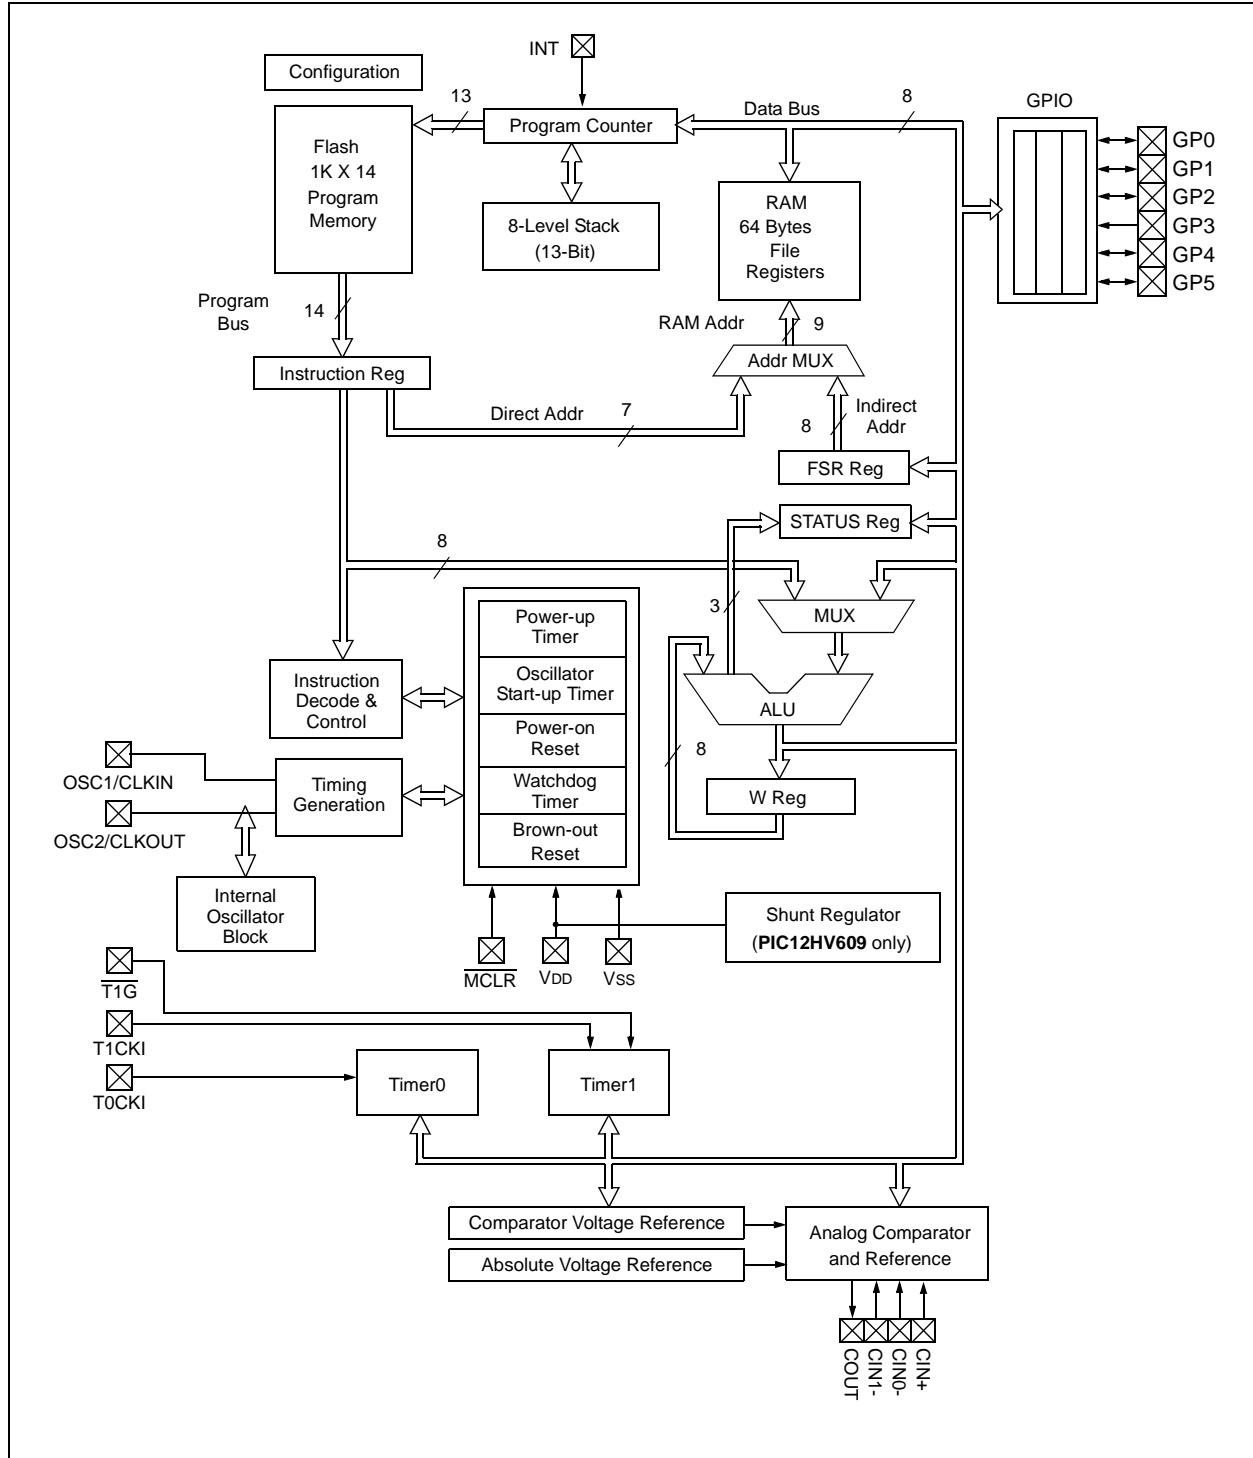 INT
Configuration
13
Program Counter
Data Bus
8
GPIO
Flash
1K X 14
Program
Memory
8-Level Stack
(13-Bit)
RAM
64 Bytes
File
Registers
GP0
GP1
GP2
GP3
GP4
GP5
Program
Bus
14
RAM Addr
9
Addr MUX
Instruction Reg
Direct Addr
7
8
Indirect
Addr
FSR Reg
STATUS Reg
8
3
MUX
Power-up
Timer
Oscillator
Start-up Timer
Power-on
Reset
Watchdog
Timer
Brown-out
Reset
Instruction
Decode &
Control
ALU
8
W Reg
OSC1/CLKIN
Timing
Generation
OSC2/CLKOUT
Internal
Oscillator
Block
Shunt Regulator
(PIC12HV609 only)
MCLR
VDD
VSS
T1G
T1CKI
T0CKI
Timer0
Timer1
Comparator Voltage Reference
Absolute Voltage Reference
Analog Comparator
and Reference
COUT
CIN1-
CIN0-
CIN+